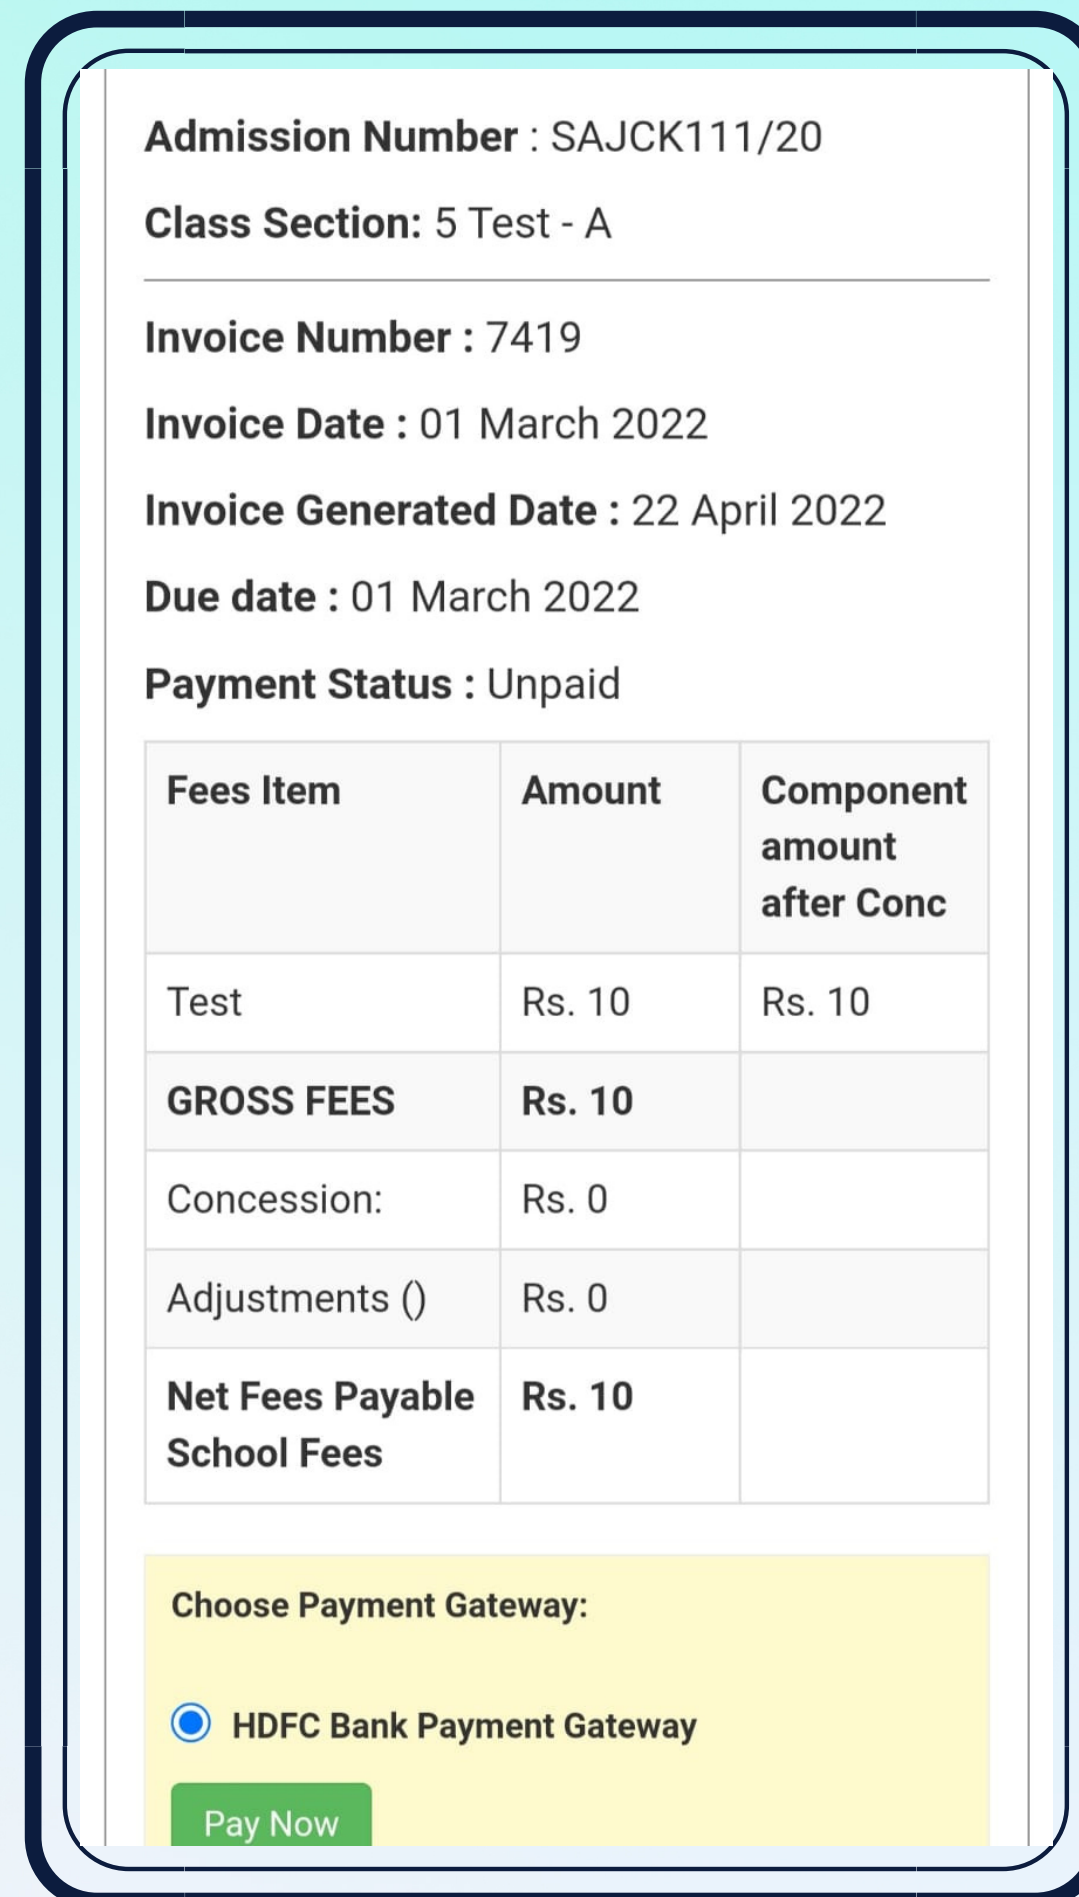 Admission Number : SAJCK111/20
Class Section: 5 Test - A
Invoice Number : 7419
Invoice Date : 01 March 2022
Invoice Generated Date : 22 April 2022
Due date : 01 March 2022
Payment Status : Unpaid
Fees Item Amount Component
amount
after Conc
Test Rs. 10 Rs. 10
GROSS FEES Rs. 10
Concession: Rs. 0
Adjustments () Rs. 0
Net Fees Payable Rs. 10
School Fees
Choose Payment Gateway:
HDFC Bank Payment Gateway
Pay Now